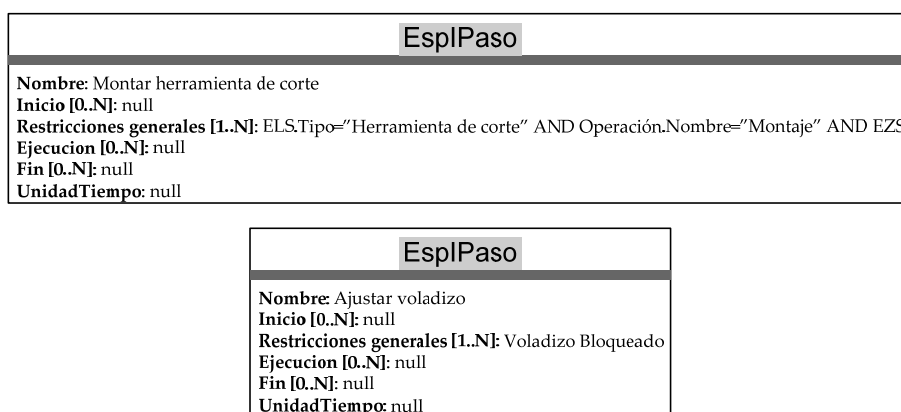 EspIPaso
Nombre: Montar herramienta de corte
Inicio [0..N]: null
Restricciones generales [1..N]: ELS.Tipo=”Herramienta de corte” AND Operación.Nombre=”Montaje” AND EZS
Ejecucion [0..N]: null
Fin [0..N]: null
UnidadTiempo: null
EspIPaso
Nombre: Ajustar voladizo
Inicio [0..N]: null
Restricciones generales [1..N]: Voladizo Bloqueado
Ejecucion [0..N]: null
Fin [0..N]: null
UnidadTiempo: null